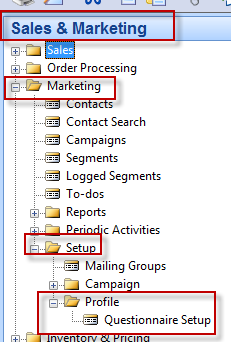 Sales & Marketing
Sales
Order Processing
Marketing
Contacts
Contact Search
Campaigns
Segments
Logged Segments
To-dos
Reports
Periodic Activities
Setup
Mailing Groups
Campaign
Profile
Questionnaire Setup
Inventory & Pricing